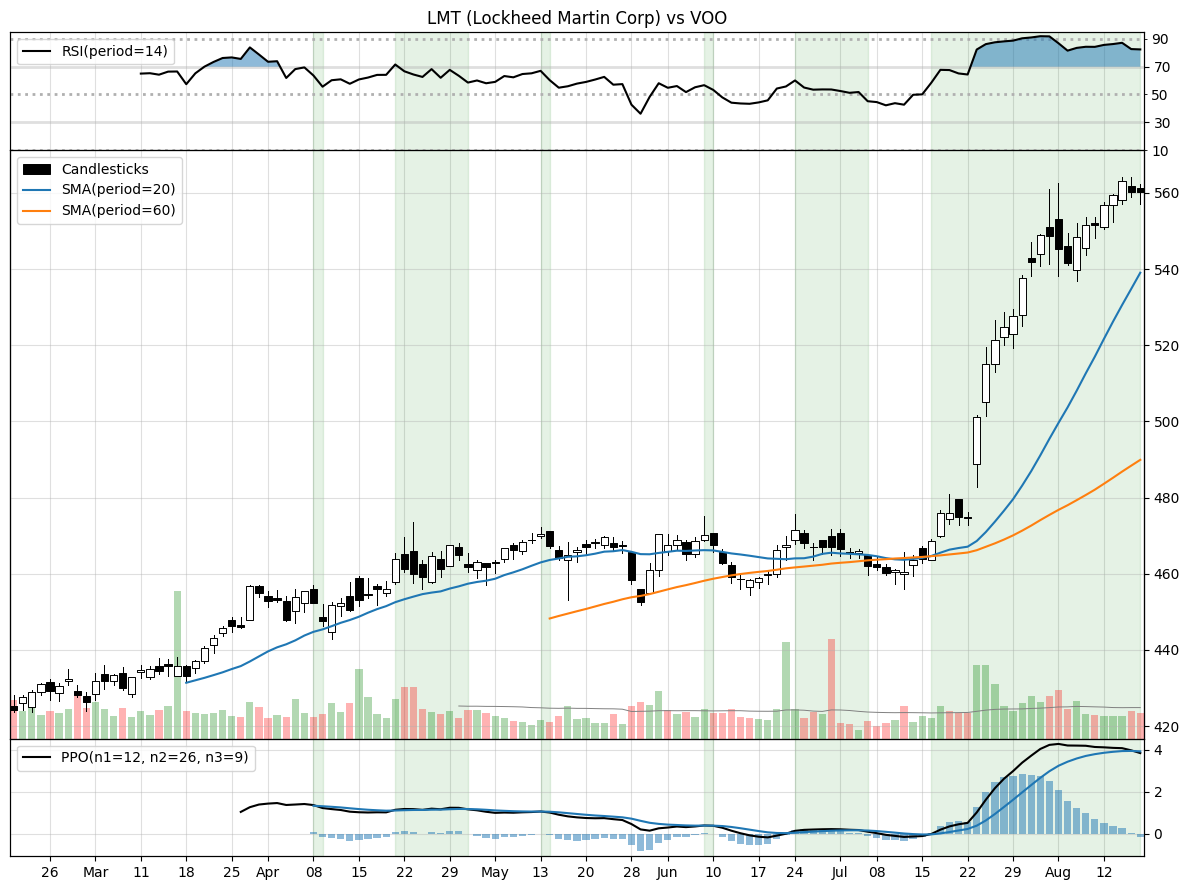 LMT (Lockheed Martin Corp) vs VOO
RSI(period=14)
90
70
50
30
10
Candlesticks
SMA(period=20)
SMA(period=60)
560
540
520
500
480
460
440
420
PPO(n1=12, n2=26, n3=9)
4
2
0
26 Mar 11 18 25 Apr 08 15 22 29 May 13 20 28 Jun 10 17 24 Jul 08 15 22 29 Aug 12